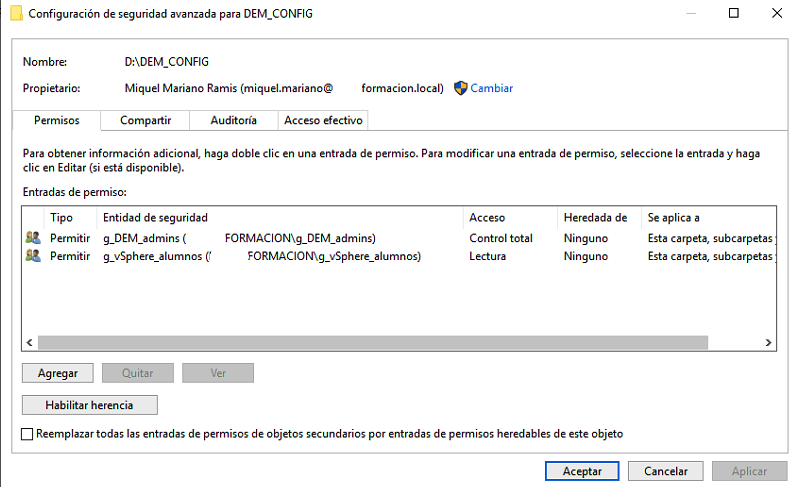 Configuración de seguridad avanzada para DEM_CONFIG
Nombre: D:\DEM_CONFIG
Propietario: Miquel Mariano Ramis (miquel.mariano@ formacion.local) Cambiar
Permisos Compartir Auditoría Acceso efectivo
Para obtener información adicional, haga doble clic en una entrada de permiso. Para modificar una entrada de permiso, seleccione la entrada y haga
clic en Editar (si está disponible).
Entradas de permiso:
Tipo Entidad de seguridad Acceso Heredada de Se aplica a
Permitir g_DEM_admins ( FORMACION\g_DEM_admins) Control total Ninguno Esta carpeta, subcarpetas
Permitir g_vSphere_alumnos ( FORMACION\g_vSphere_alumnos) Lectura Ninguno Esta carpeta, subcarpetas
Agregar Quitar Ver
Habilitar herencia
Reemplazar todas las entradas de permisos de objetos secundarios por entradas de permisos heredables de este objeto
Aceptar Cancelar Aplicar